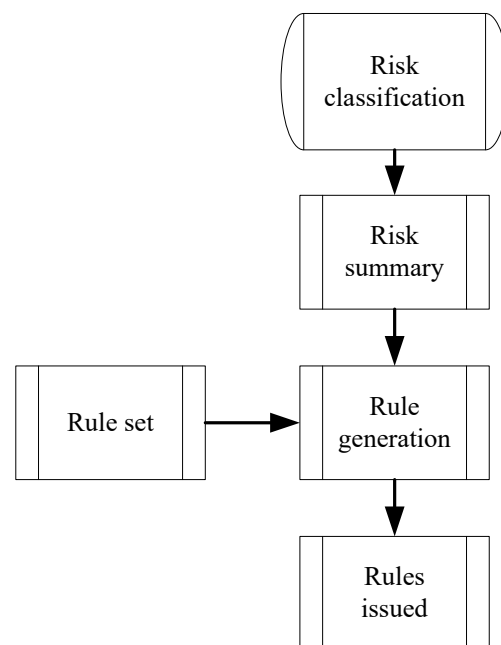 Risk
classification
Risk
summary
Rule set
Rule
generation
Rules
issued